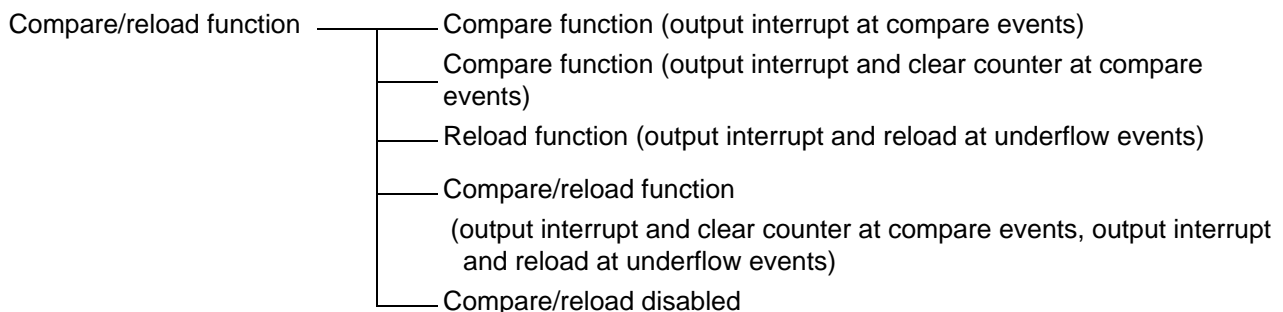 Compare/reload function
Compare function (output interrupt at compare events)
Compare function (output interrupt and clear counter at compare
events)
Reload function (output interrupt and reload at underflow events)
Compare/reload function
(output interrupt and clear counter at compare events, output interrupt
and reload at underflow events)
Compare/reload disabled